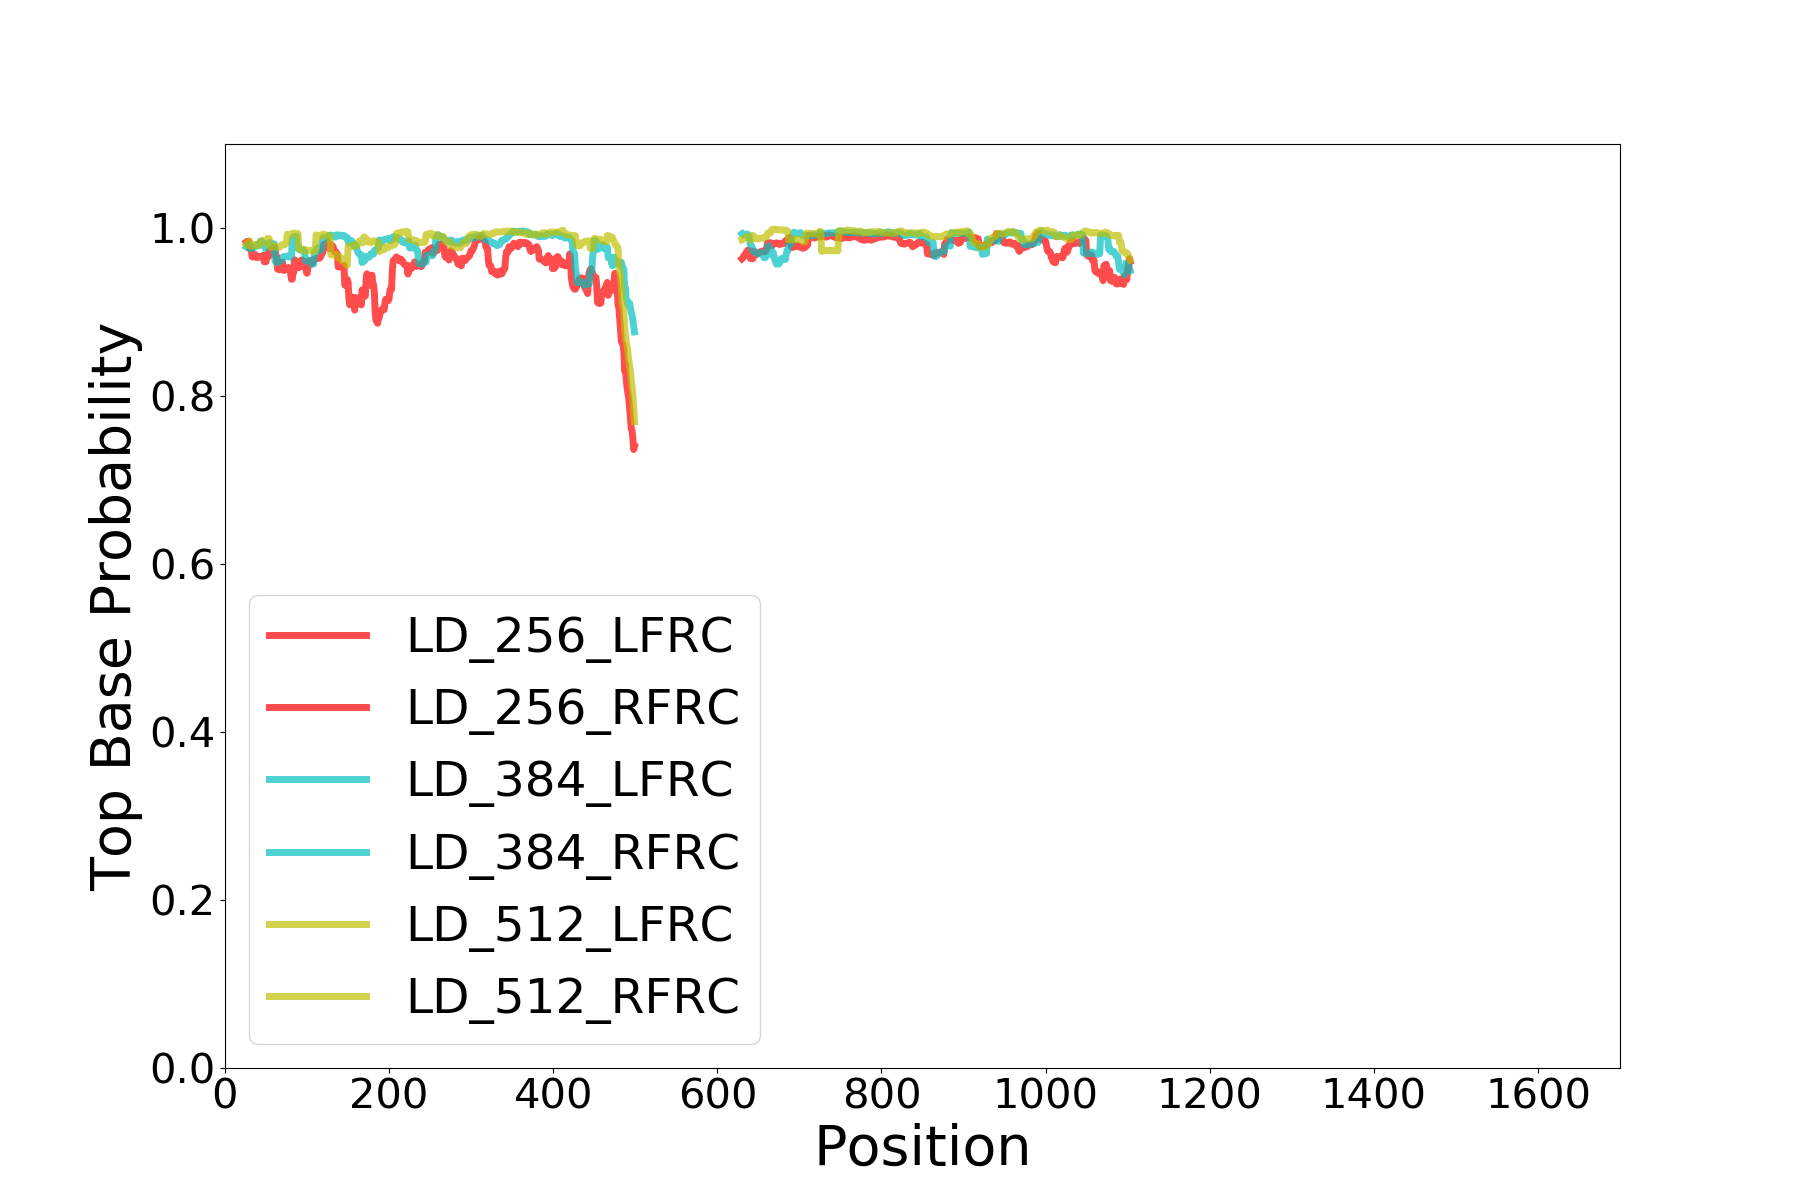 1.0
0.8
0.6
0.4
0.2
0.0
Top Base Probability
LD_256_LFRC
LD_256_RFRC
LD_384_LFRC
LD_384_RFRC
LD_512_LFRC
LD_512_RFRC
0 200 400 600 800 1000 1200 1400 1600
Position